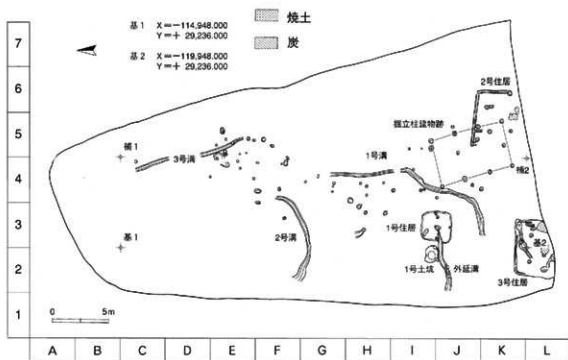 基1 X=-114,948.000
Y=+ 29,236.000
基2 X=-119,948.000
Y=+ 29,236.000
焼土
炭
7
6
5
4
3
2
1
2号住居
掘立柱建物跡
補1
3号溝
1号溝
補2
基1
2号溝
1号住居
基2
1号土坑
外延溝
3号住居
0 5m
A B C D E F G H I J K L